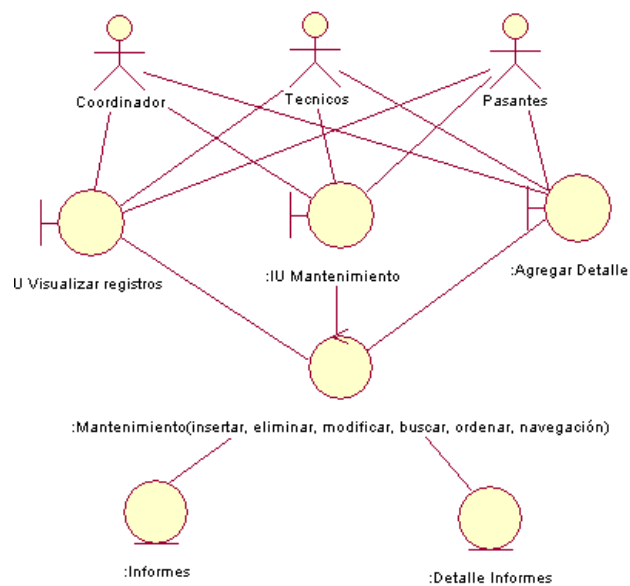 Coordinador
Tecnicos
Pasantes
U Visualizar registros
:IU Mantenimiento
:Agregar Detalle
:Mantenimiento(insertar, eliminar, modificar, buscar, ordenar, navegación)
:Informes
:Detalle Informes